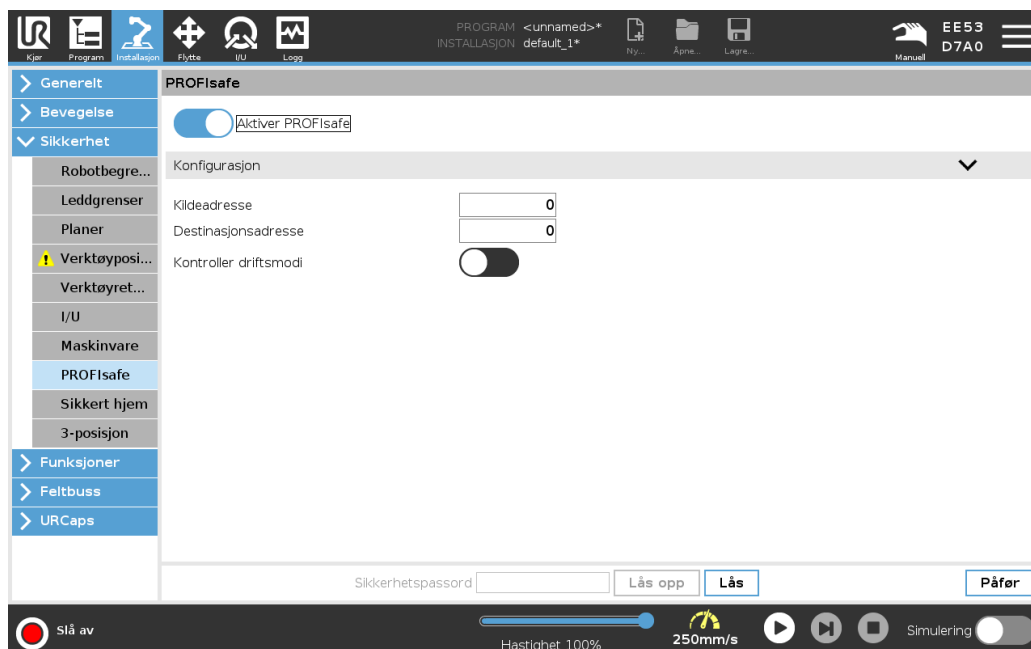 PROGRAM <unnamed>*
INSTALLASJON default_1*
UR
Kjør
Program
Installasjon
Flytte
I/U
Logg
Ny...
Åpne...
Lagre...
Manuell
EE53
D7A0
Generelt
Bevegelse
Sikkerhet
Robotbegre...
Leddgrenser
Planer
Verktøyposi...
Verktøyret...
I/U
Maskinvare
PROFIsafe
Sikkert hjem
3-posisjon
Funksjoner
Feltbuss
URCaps
PROFIsafe
Aktiver PROFIsafe
Konfigurasjon
Kildeadresse 0
Destinasjonsadresse 0
Kontroller driftsmodi
Sikkerhetspassord Lås opp Lås Påfør
Slå av
Hastighet 100%
250mm/s
Simulering